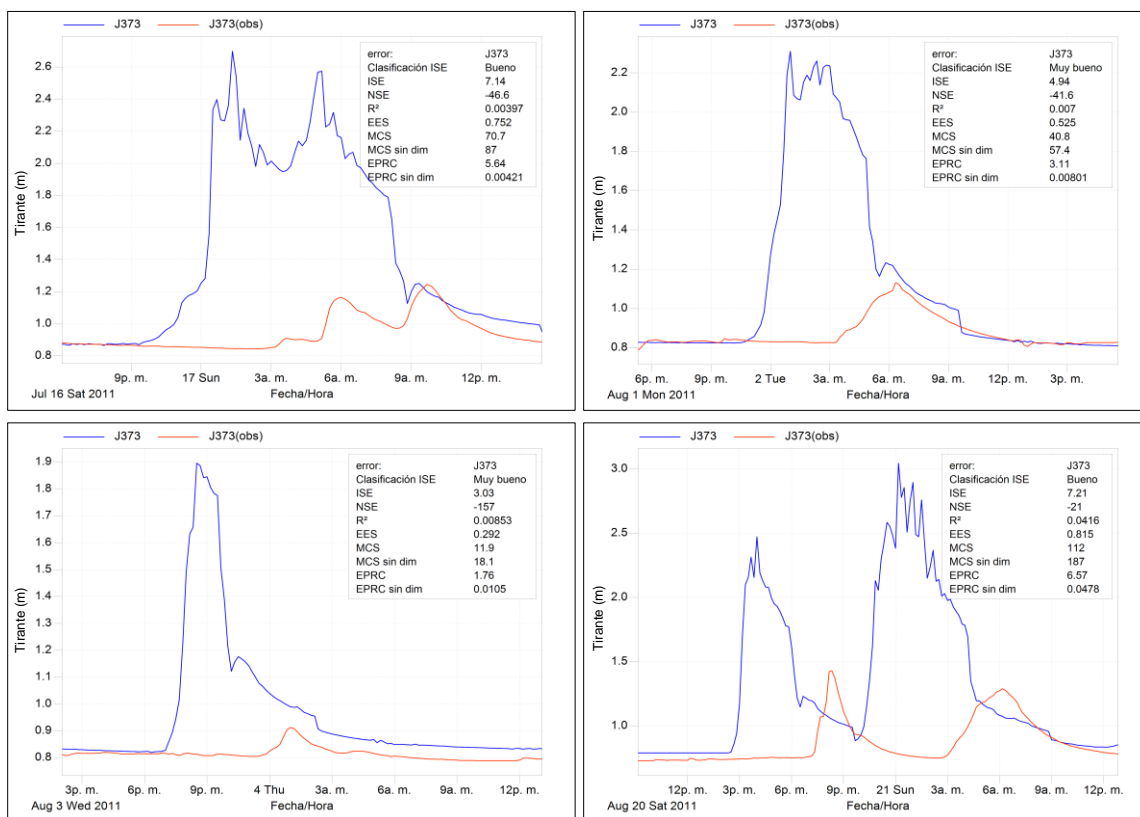 J373 J373(obs)
Tirante (m)
2.6
2.4
2.2
2.0
1.8
1.6
1.4
1.2
1.0
0.8
error: J373
Clasificación ISE Bueno
ISE 7.14
NSE -46.6
R² 0.00397
EES 0.752
MCS 70.7
MCS sin dim 87
EPRC 5.64
EPRC sin dim 0.00421
9p. m. 17 Sun 3a. m. 6a. m. 9a. m. 12p. m.
Jul 16 Sat 2011 Fecha/Hora
J373 J373(obs)
Tirante (m)
2.2
2.0
1.8
1.6
1.4
1.2
1.0
0.8
error: J373
Clasificación ISE Muy bueno
ISE 4.94
NSE -41.6
R² 0.007
EES 0.525
MCS 40.8
MCS sin dim 57.4
EPRC 3.11
EPRC sin dim 0.00801
6p. m. 9p. m. 2 Tue 3a. m. 6a. m. 9a. m. 12p. m. 3p. m.
Aug 1 Mon 2011 Fecha/Hora
J373 J373(obs)
Tirante (m)
1.9
1.8
1.7
1.6
1.5
1.4
1.3
1.2
1.1
1.0
0.9
0.8
error: J373
Clasificación ISE Muy bueno
ISE 3.03
NSE -157
R² 0.00853
EES 0.292
MCS 11.9
MCS sin dim 18.1
EPRC 1.76
EPRC sin dim 0.0105
3p. m. 6p. m. 9p. m. 4 Thu 3a. m. 6a. m. 9a. m. 12p. m.
Aug 3 Wed 2011 Fecha/Hora
J373 J373(obs)
Tirante (m)
3.0
2.5
2.0
1.5
1.0
error: J373
Clasificación ISE Bueno
ISE 7.21
NSE -21
R² 0.0416
EES 0.815
MCS 112
MCS sin dim 187
EPRC 6.57
EPRC sin dim 0.0478
12p. m. 3p. m. 6p. m. 9p. m. 21 Sun 3a. m. 6a. m. 9a. m. 12p. m.
Aug 20 Sat 2011 Fecha/Hora